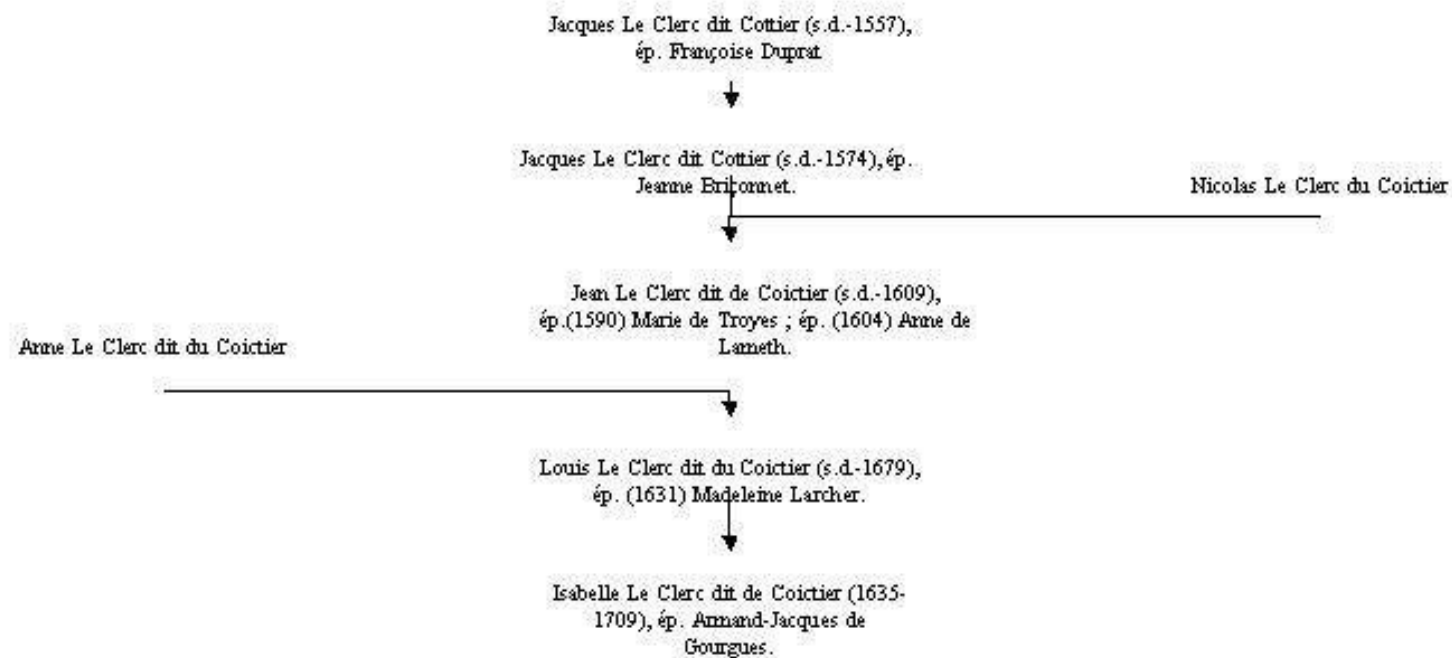 Jacques Le Clerc dit Cottier (s.d.-1557),
ép. Françoise Duprat
Jacques Le Clerc dit Cottier (s.d.-1574), ép.
Jeanne Briconnet.
Nicolas Le Clerc du Coictier
Jean Le Clerc dit de Coictier (s.d.-1609),
ép.(1590) Marie de Troyes ; ép. (1604) Anne de
Lameth.
Anne Le Clerc dit du Coictier
Louis Le Clerc dit du Coictier (s.d.-1679),
ép. (1631) Madeleine Larcher.
Isabelle Le Clerc dit de Coictier (1635-
1709), ép. Armand-Jacques de
Gourgues.